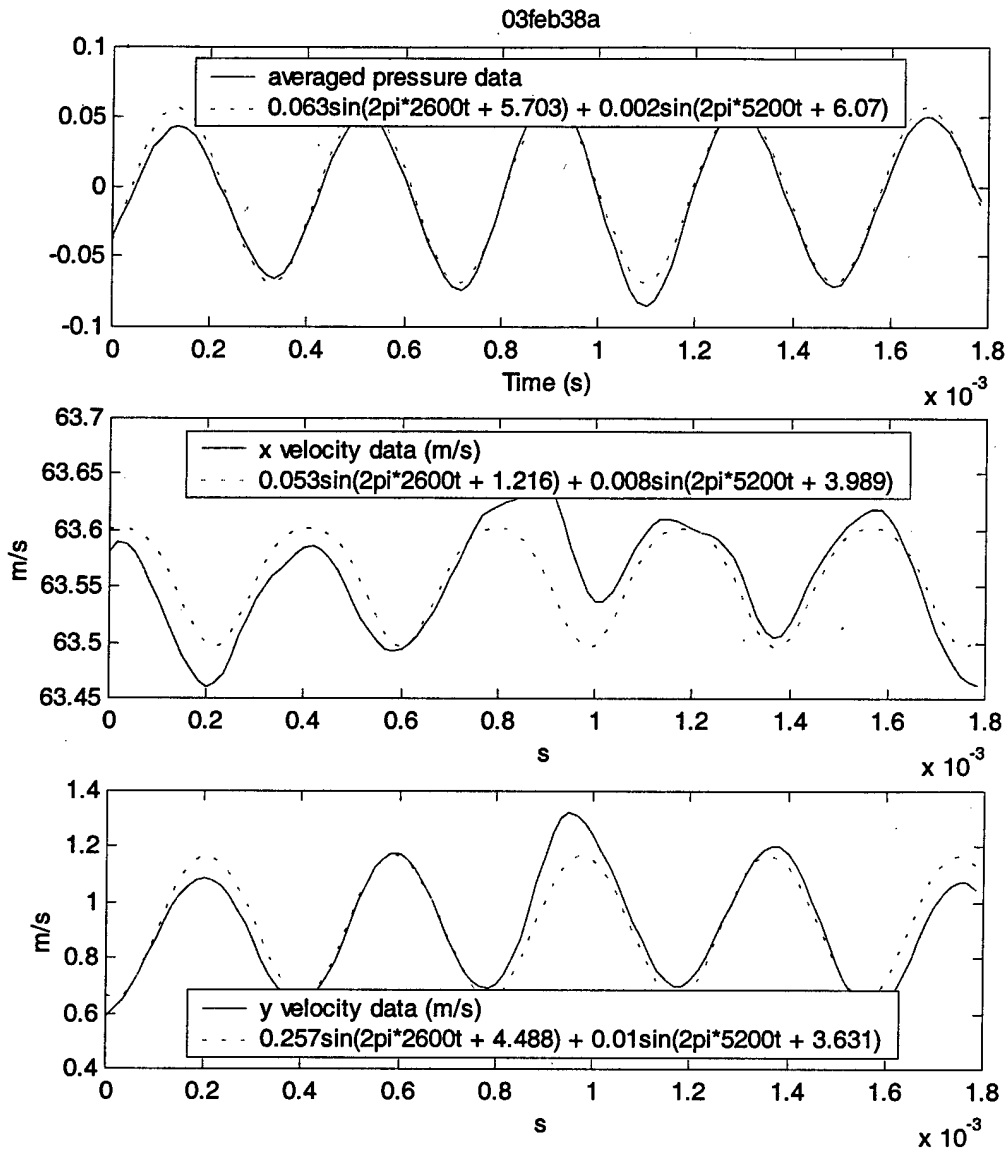 03feb38a
0.1
0.05
0
-0.05
-0.1
averaged pressure data
0.063sin(2pi*2600t + 5.703) + 0.002sin(2pi*5200t + 6.07)
0 0.2 0.4 0.6 0.8 1 1.2 1.4 1.6 1.8
Time (s)
x 10-3
63.7
63.65
63.6
63.55
63.5
63.45
m/s
x velocity data (m/s)
0.053sin(2pi*2600t + 1.216) + 0.008sin(2pi*5200t + 3.989)
0 0.2 0.4 0.6 0.8 1 1.2 1.4 1.6 1.8
s
x 10-3
1.4
1.2
1
0.8
0.6
0.4
m/s
y velocity data (m/s)
0.257sin(2pi*2600t + 4.488) + 0.01sin(2pi*5200t + 3.631)
0 0.2 0.4 0.6 0.8 1 1.2 1.4 1.6 1.8
s
x 10-3